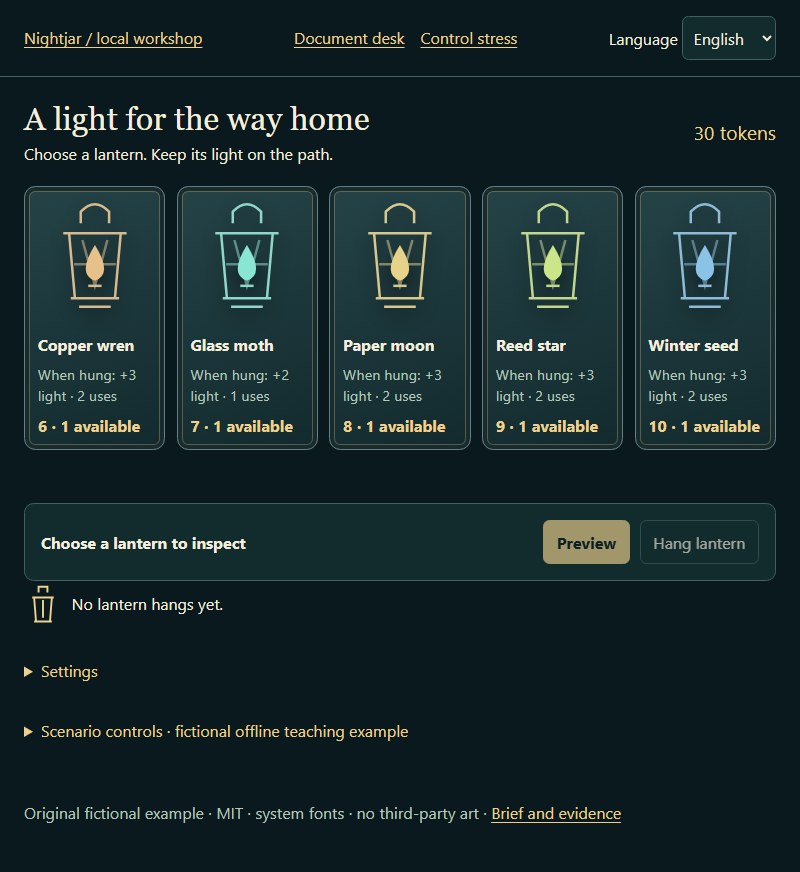 Nightjar / local workshop
Document desk
Control stress
Language
English
A light for the way home
30 tokens
Choose a lantern. Keep its light on the path.
Copper wren
When hung: +3
light · 2 uses
6 · 1 available
Glass moth
When hung: +2
light · 1 uses
7 · 1 available
Paper moon
When hung: +3
light · 2 uses
8 · 1 available
Reed star
When hung: +3
light · 2 uses
9 · 1 available
Winter seed
When hung: +3
light · 2 uses
10 · 1 available
Choose a lantern to inspect
Preview
Hang lantern
No lantern hangs yet.
Settings
Scenario controls · fictional offline teaching example
Original fictional example · MIT · system fonts · no third-party art · Brief and evidence